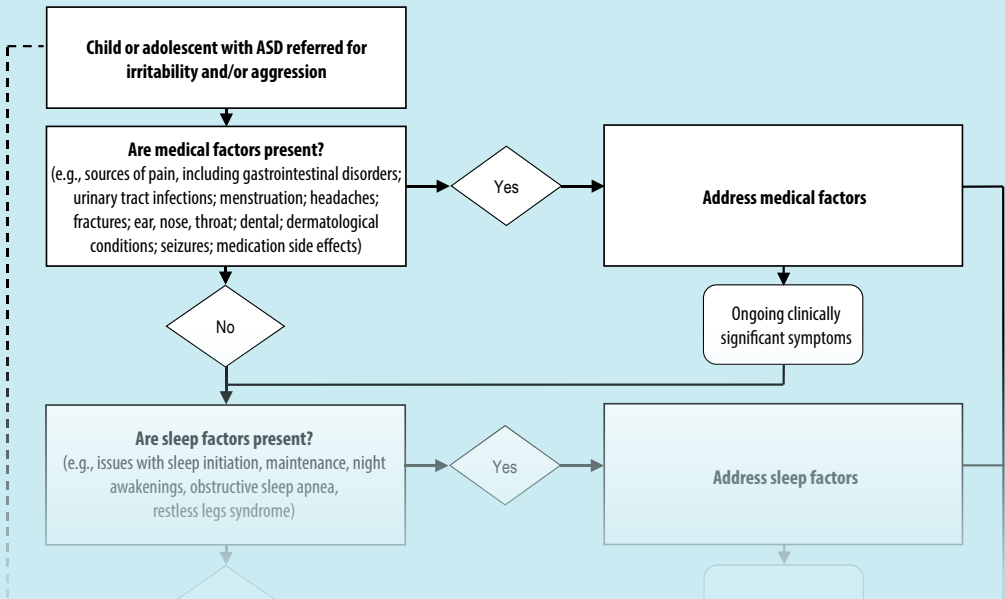 Child or adolescent with ASD referred for
irritability and/or aggression
Are medical factors present?
(e.g., sources of pain, including gastrointestinal disorders;
urinary tract infections; menstruation; headaches;
fractures; ear, nose, throat; dental; dermatological
conditions; seizures; medication side effects)
Yes
Address medical factors
No
Ongoing clinically
significant symptoms
Are sleep factors present?
(e.g., issues with sleep initiation, maintenance, night
awakenings, obstructive sleep apnea,
restless legs syndrome)
Yes
Address sleep factors